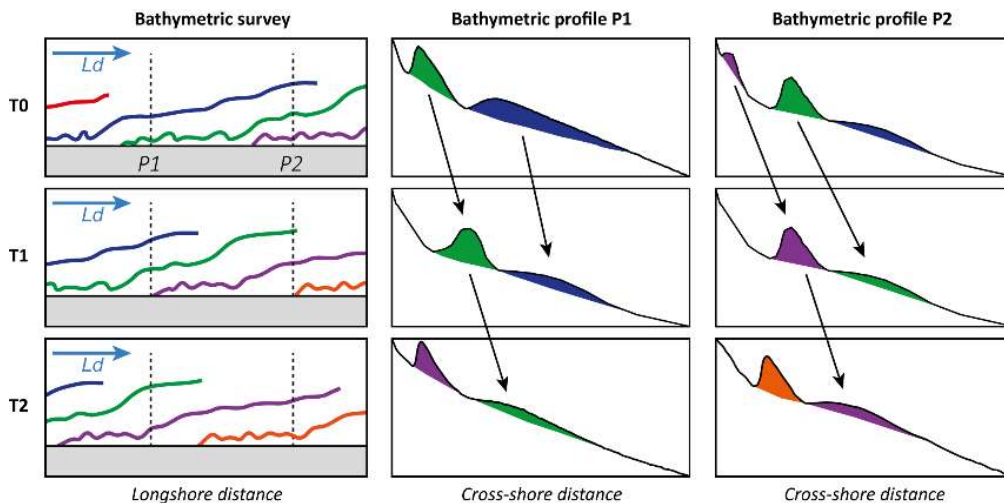 Bathymetric survey
Bathymetric profile P1
Bathymetric profile P2
T0
Ld
P1
P2
T1
Ld
T2
Ld
Longshore distance
Cross-shore distance
Cross-shore distance